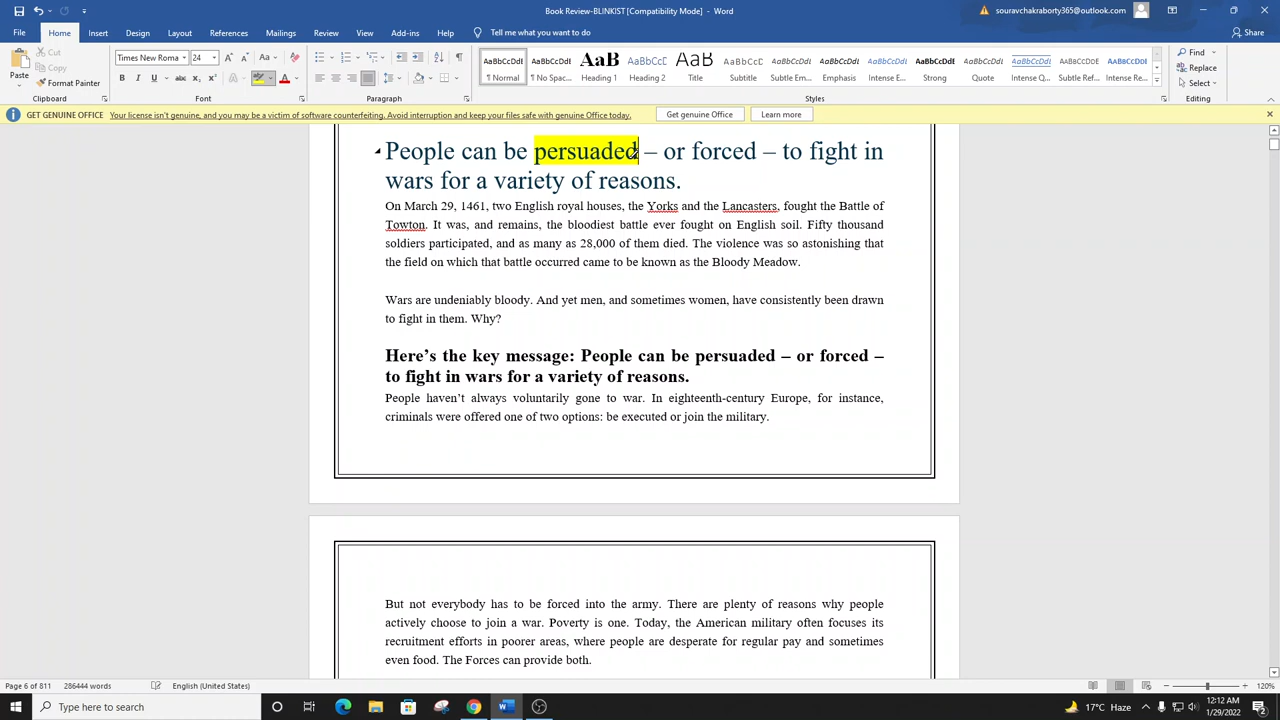 Book-BLINKIST [Compatibility Mode] - Word
souravchakraborty365@outlook.com
File Home Insert Design Layout References Mailings Review View Add-ins Help Tell me what you want to do Share
Paste
Cut
Copy
Format Painter
Clipboard
Times New Roma 24
Font
Paragraph
AaBbCcDdE ¶ Normal
AaBbCcDdE ¶ No Spac...
AaB Heading 1
AaBbCcD Heading 2
AaB Title
AaBbCcD Subtitle
AaBbCcDdE Subtle Em...
AaBbCcDdE Emphasis
AaBbCcDdE Intense E...
AaBbCcDdE Strong
AaBbCcDdE Quote
AaBbCcDdE Intense Q...
AaBbCcDdE Subtle Ref...
AaBbCcDdE Intense Re...
Styles
Find
Replace
Select
Editing
GET GENUINE OFFICE Your license isn't genuine, and you may be a victim of software counterfeiting. Avoid interruption and keep your files safe with genuine Office today. Get genuine Office Learn more
People can be persuaded – or forced – to fight in
wars for a variety of reasons.
On March 29, 1461, two English royal houses, the Yorks and the Lancasters, fought the Battle of
Towton. It was, and remains, the bloodiest battle ever fought on English soil. Fifty thousand
soldiers participated, and as many as 28,000 of them died. The violence was so astonishing that
the field on which that battle occurred came to be known as the Bloody Meadow.
Wars are undeniably bloody. And yet men, and sometimes women, have consistently been drawn
to fight in them. Why?
Here’s the key message: People can be persuaded – or forced –
to fight in wars for a variety of reasons.
People haven’t always voluntarily gone to war. In eighteenth-century Europe, for instance,
criminals were offered one of two options: be executed or join the military.
But not everybody has to be forced into the army. There are plenty of reasons why people
actively choose to join a war. Poverty is one. Today, the American military often focuses its
recruitment efforts in poorer areas, where people are desperate for regular pay and sometimes
even food. The Forces can provide both.
Page 6 of 811 286444 words English (United States) 120%
Type here to search
17°C Haze
12:12 AM
1/29/2022